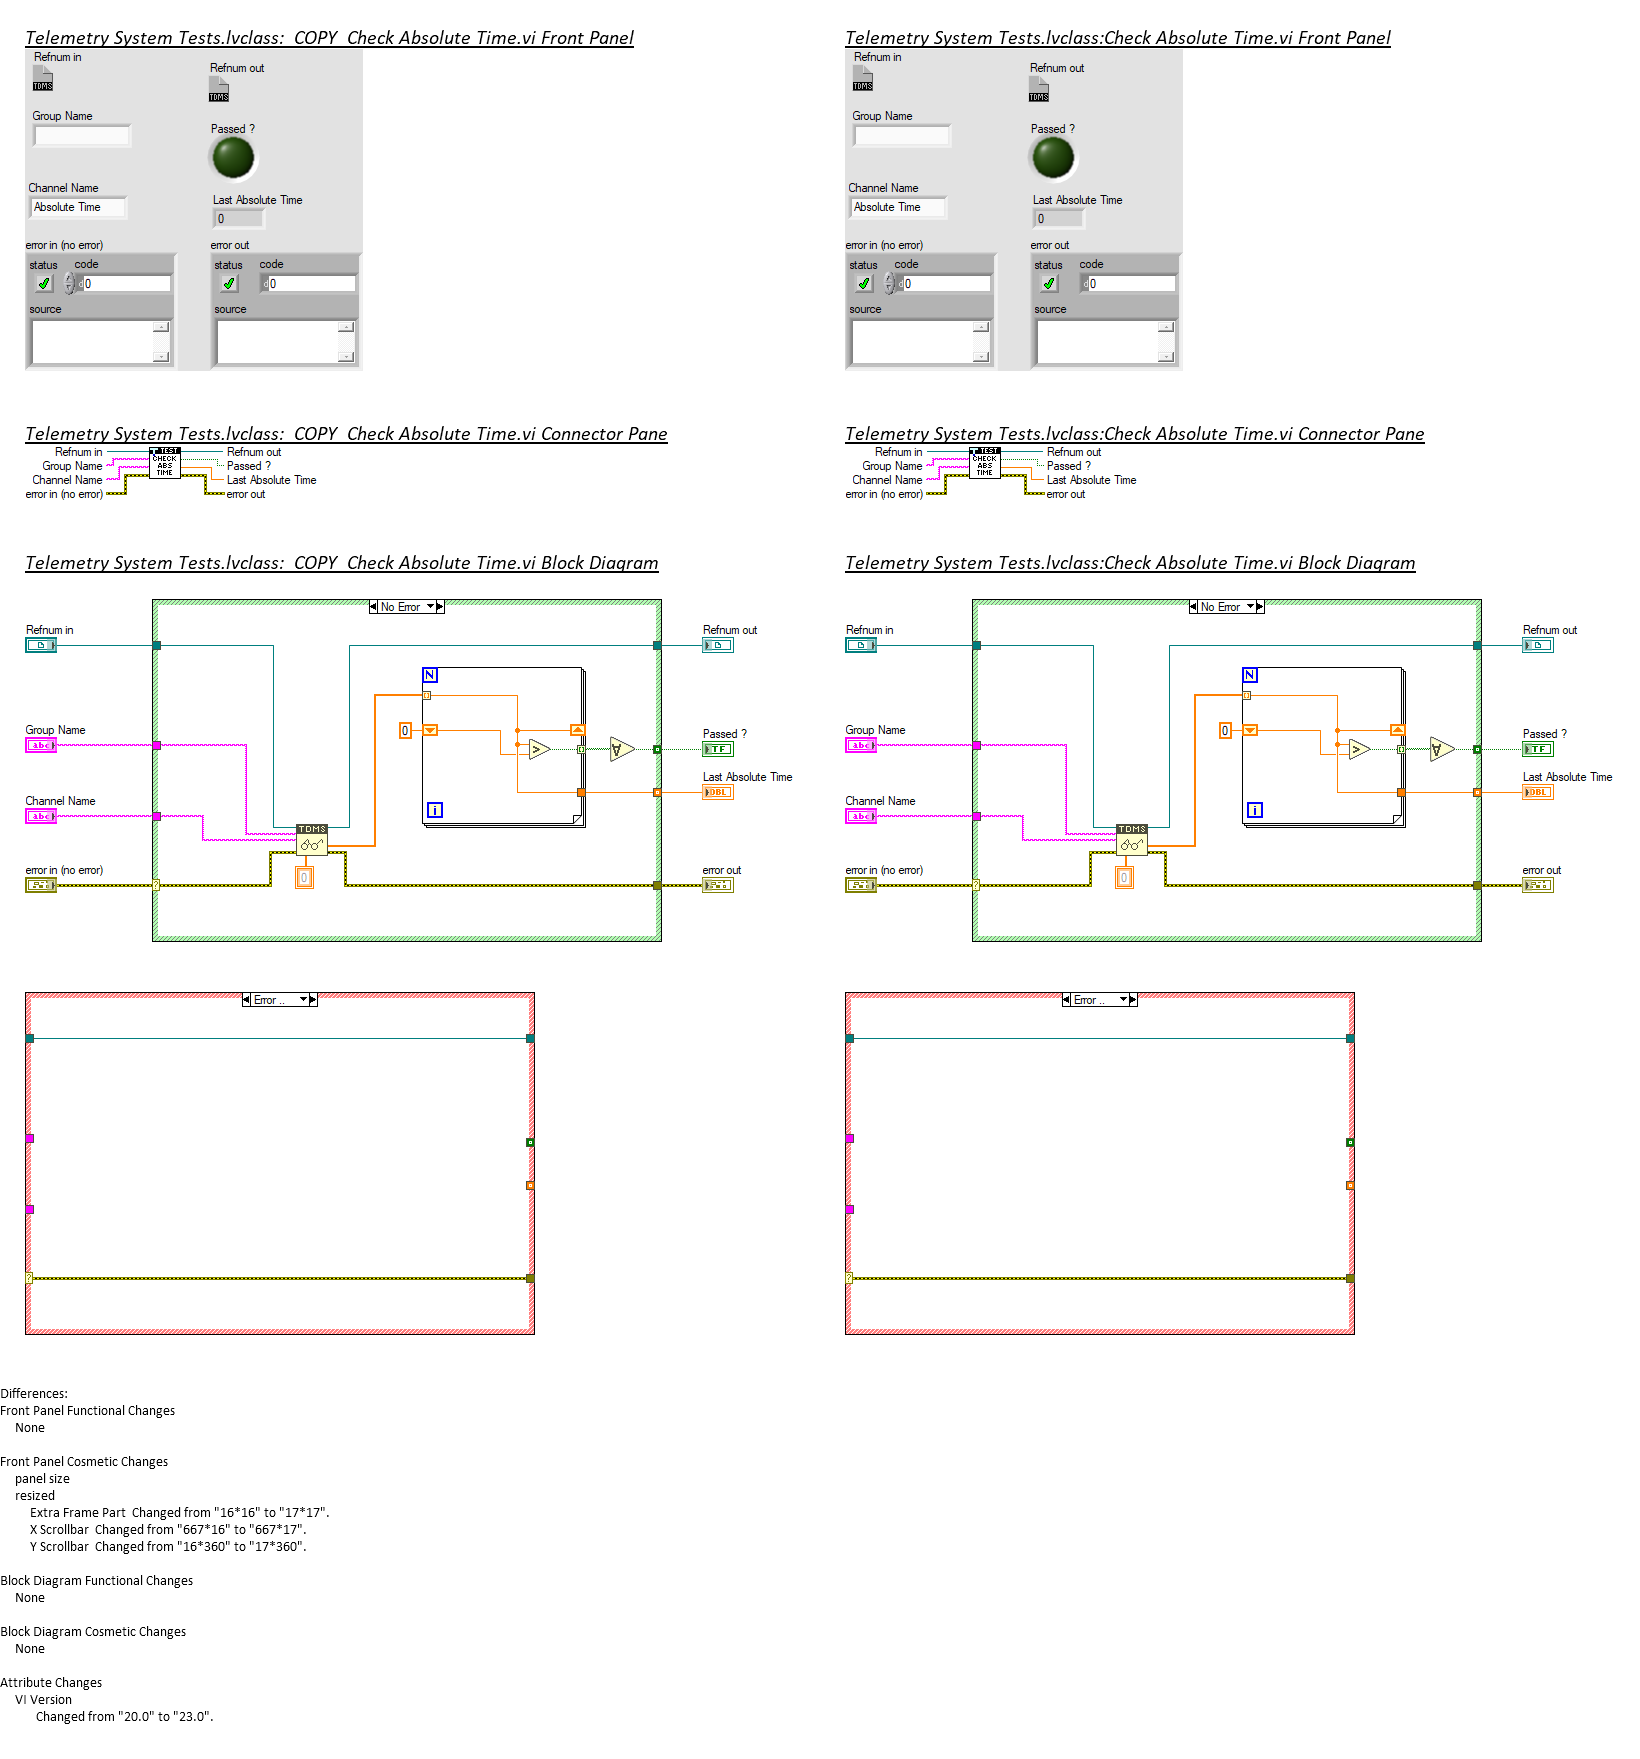 Telemetry System Tests.lvclass:  COPY  Check Absolute Time.vi Front Panel
Refnum in
Refnum out
TDMS
TDMS
Group Name
Passed ?
Channel Name
Absolute Time
Last Absolute Time
0
error in (no error)
error out
status code
status code
d 0
d 0
source
source
Telemetry System Tests.lvclass:Check Absolute Time.vi Front Panel
Refnum in
Refnum out
TDMS
TDMS
Group Name
Passed ?
Channel Name
Absolute Time
Last Absolute Time
0
error in (no error)
error out
status code
status code
d 0
d 0
source
source
Telemetry System Tests.lvclass:  COPY  Check Absolute Time.vi Connector Pane
Refnum in
Group Name
Channel Name
error in (no error)
TEST
CHECK
ABS
TIME
Refnum out
Passed ?
Last Absolute Time
error out
Telemetry System Tests.lvclass:Check Absolute Time.vi Connector Pane
Refnum in
Group Name
Channel Name
error in (no error)
TEST
CHECK
ABS
TIME
Refnum out
Passed ?
Last Absolute Time
error out
Telemetry System Tests.lvclass:  COPY  Check Absolute Time.vi Block Diagram
No Error
Refnum in
Refnum out
N
Group Name
abc
0
>
∀
Passed ?
TF
Last Absolute Time
DBL
Channel Name
abc
i
TDMS
error in (no error)
?
0
error out
Error ..
?
Telemetry System Tests.lvclass:Check Absolute Time.vi Block Diagram
No Error
Refnum in
Refnum out
N
Group Name
abc
0
>
∀
Passed ?
TF
Last Absolute Time
DBL
Channel Name
abc
i
TDMS
error in (no error)
?
0
error out
Error ..
?
Differences:
Front Panel Functional Changes
None
Front Panel Cosmetic Changes
panel size
resized
Extra Frame Part  Changed from "16*16" to "17*17".
X Scrollbar  Changed from "667*16" to "667*17".
Y Scrollbar  Changed from "16*360" to "17*360".
Block Diagram Functional Changes
None
Block Diagram Cosmetic Changes
None
Attribute Changes
VI Version
Changed from "20.0" to "23.0".